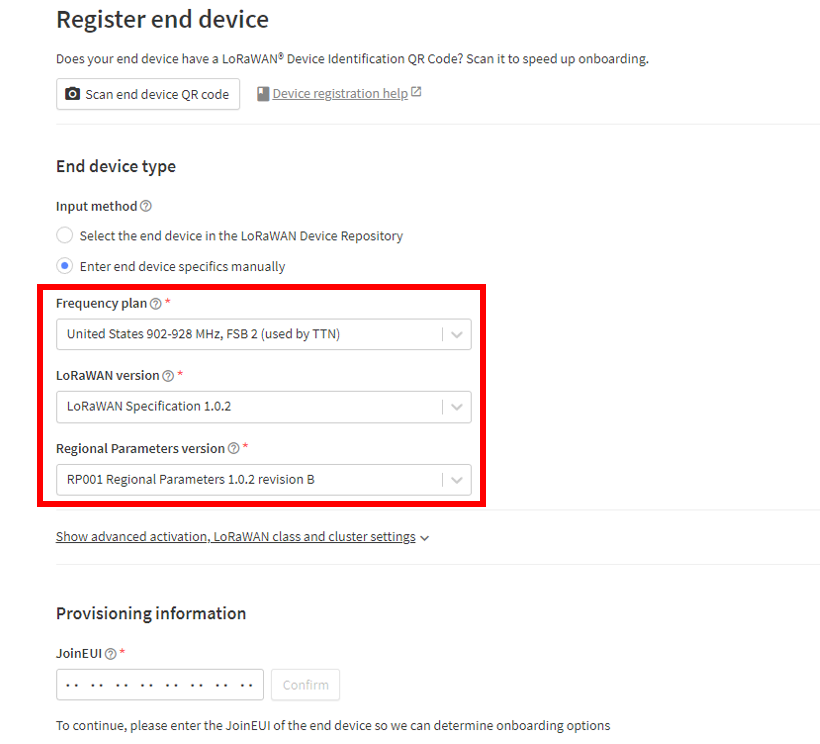 Register end device
Does your end device have a LoRaWAN® Device Identification QR Code? Scan it to speed up onboarding.
Scan end device QR code Device registration help
End device type
Input method
Select the end device in the LoRaWAN Device Repository
Enter end device specifics manually
Frequency plan *
United States 902-928 MHz, FSB 2 (used by TTN)
LoRaWAN version *
LoRaWAN Specification 1.0.2
Regional Parameters version *
RP001 Regional Parameters 1.0.2 revision B
Show advanced activation, LoRaWAN class and cluster settings
Provisioning information
JoinEUI *
·· ·· ·· ·· ·· ·· ·· ·· Confirm
To continue, please enter the JoinEUI of the end device so we can determine onboarding options